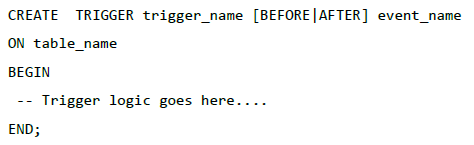 CREATE  TRIGGER trigger_name [BEFORE|AFTER] event_name
ON table_name
BEGIN
 -- Trigger logic goes here....
END;